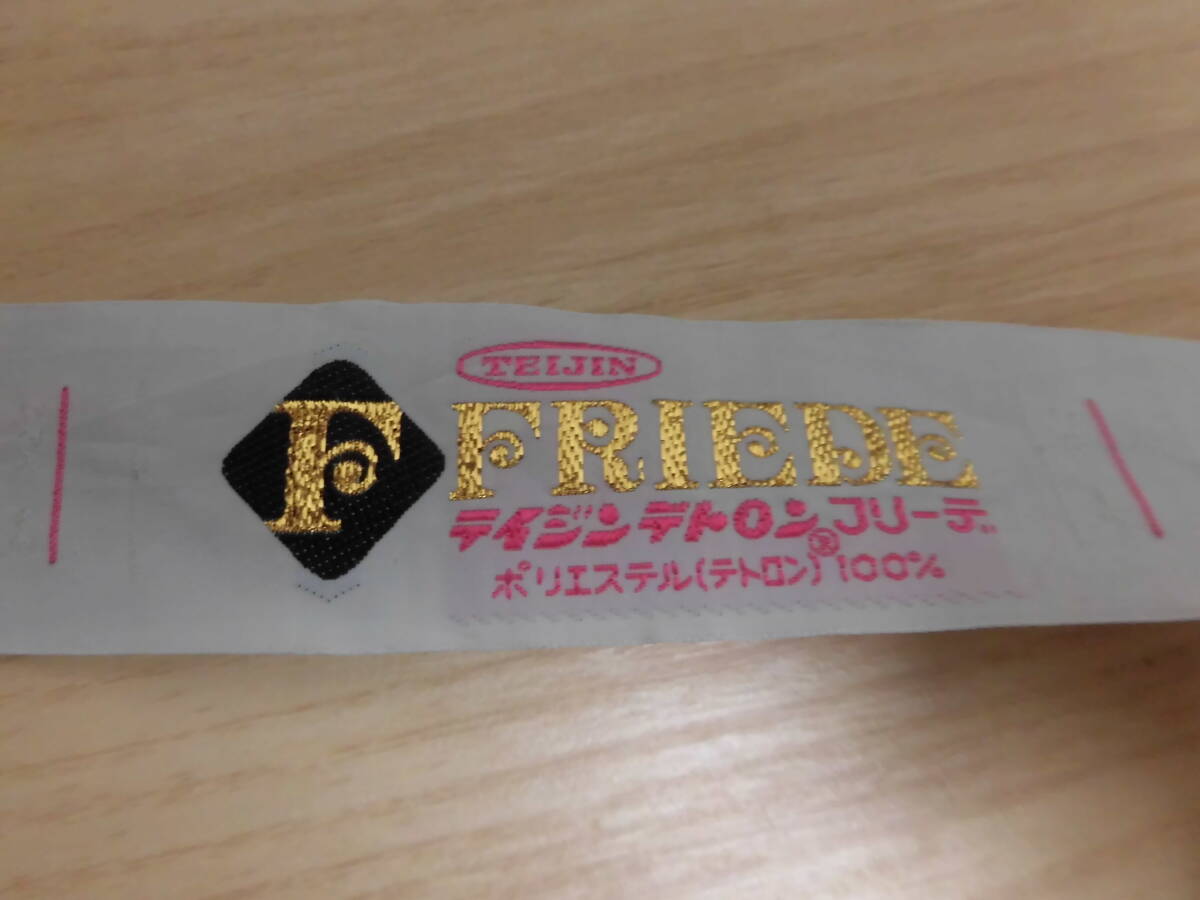 TEIJIN
F FRIEDE
テイジンテトロン®フリーデ
ポリエステル(テトロン)100%